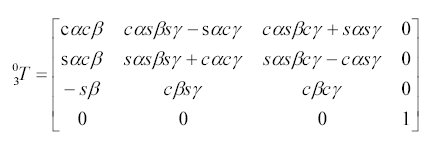 ⁰₃T = [ cαcβ cαsβsγ − sαcγ cαsβcγ + sαsγ 0
sαcβ sαsβsγ + cαcγ sαsβcγ − cαsγ 0
− sβ cβsγ cβcγ 0
0 0 0 1 ]